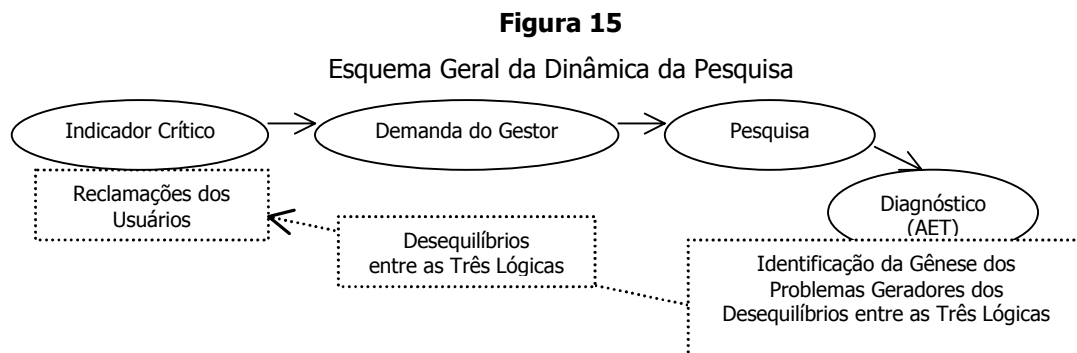 Figura 15
Esquema Geral da Dinâmica da Pesquisa
Indicador Crítico
Demanda do Gestor
Pesquisa
Reclamações dos
Usuários
Diagnóstico
(AET)
Desequilíbrios
entre as Três Lógicas
Identificação da Gênese dos
Problemas Geradores dos
Desequilíbrios entre as Três Lógicas